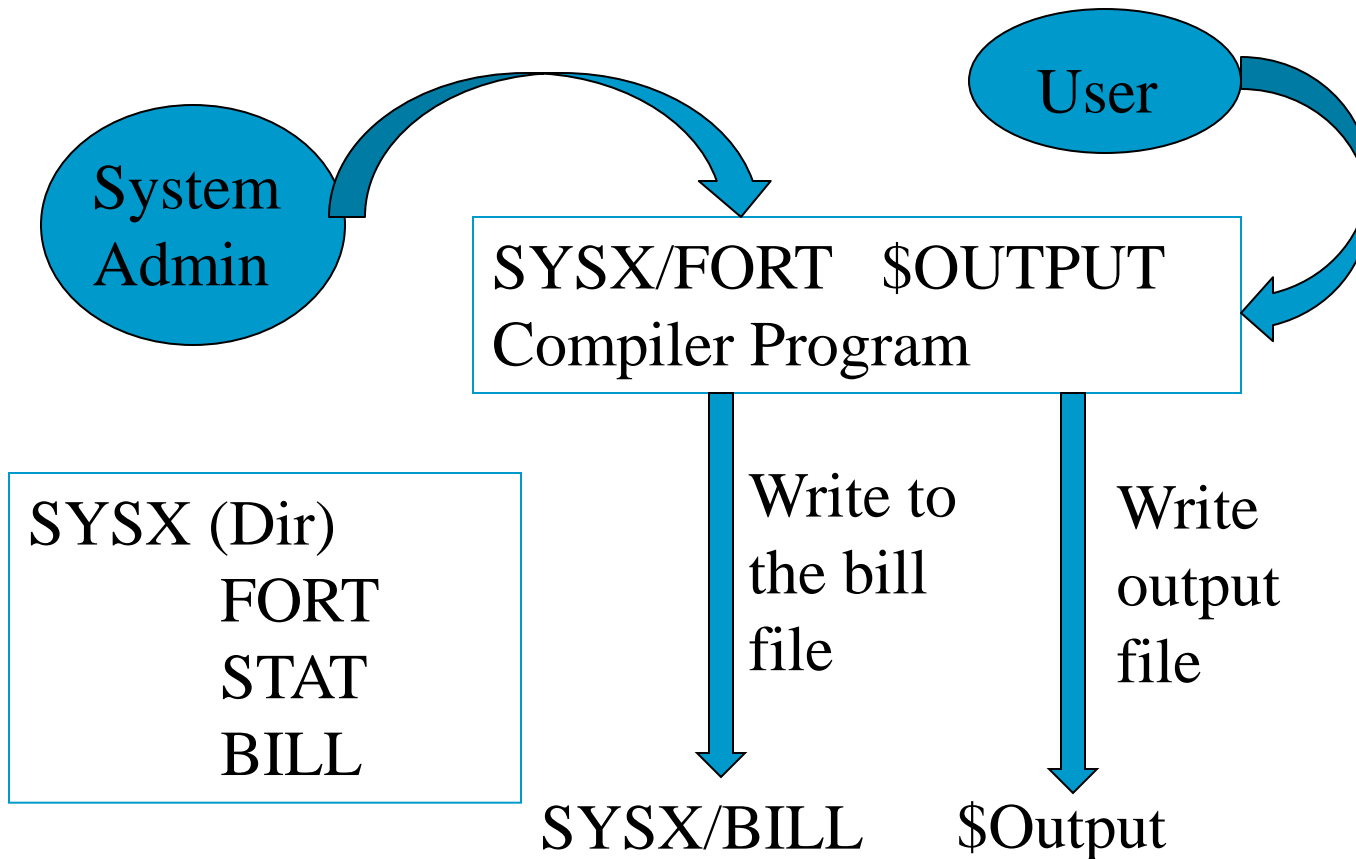 User
System
Admin
SYSX/FORT $OUTPUT
Compiler Program
SYSX (Dir)
FORT
STAT
BILL
Write to
the bill
file
Write
output
file
SYSX/BILL
$Output